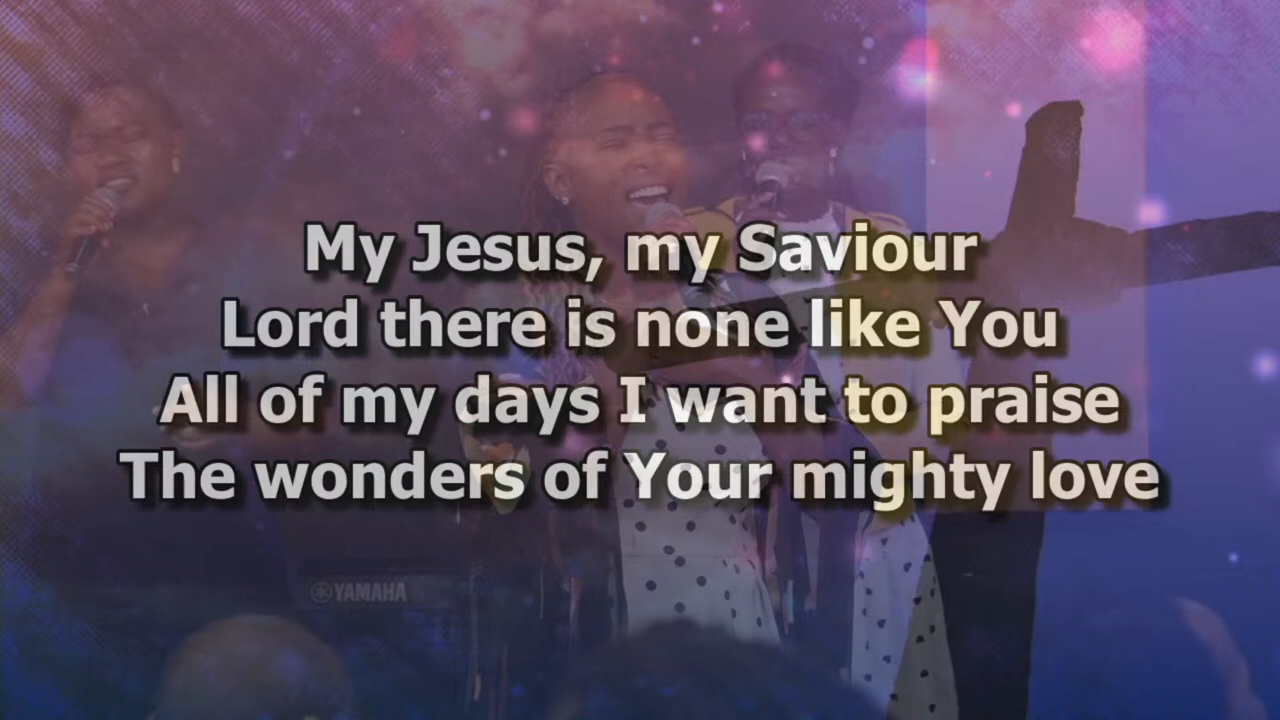 My Jesus, my Saviour
Lord there is none like You
All of my days I want to praise
The wonders of Your mighty love
YAMAHA